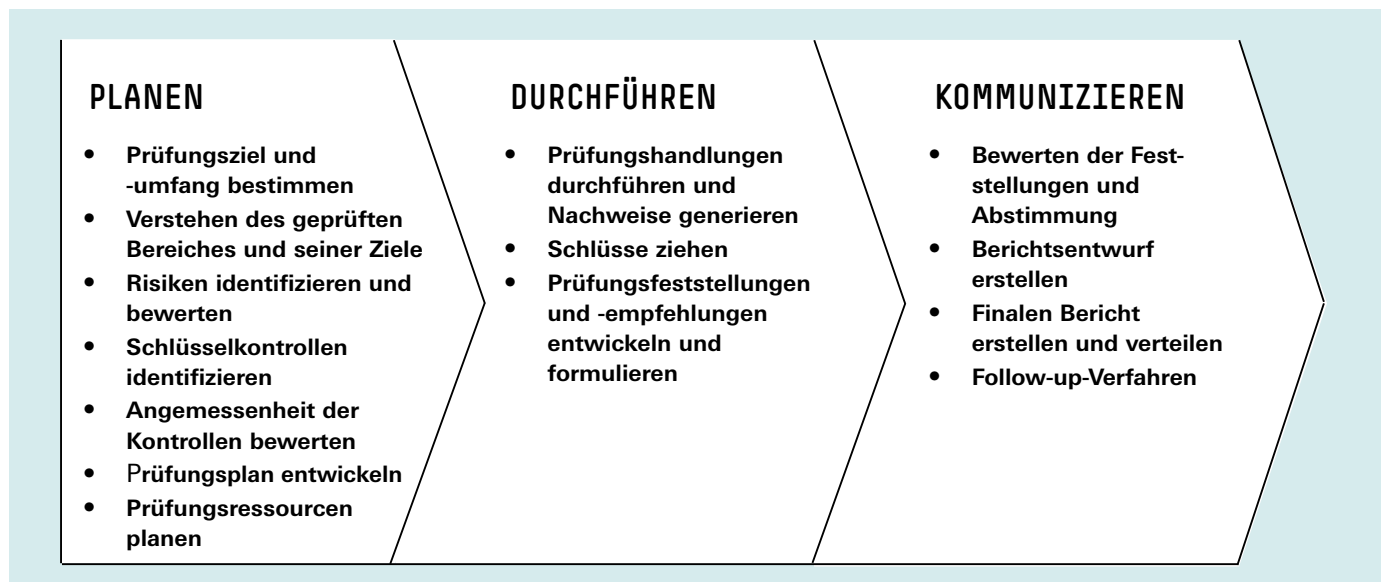 PLANEN
• Prüfungsziel und
-umfang bestimmen
• Verstehen des geprüften
Bereiches und seiner Ziele
• Risiken identifizieren und
bewerten
• Schlüsselkontrollen
identifizieren
• Angemessenheit der
Kontrollen bewerten
• Prüfungsplan entwickeln
• Prüfungsressourcen
planen
DURCHFÜHREN
• Prüfungshandlungen
durchführen und
Nachweise generieren
• Schlüsse ziehen
• Prüfungsfeststellungen
und -empfehlungen
entwickeln und
formulieren
KOMMUNIZIEREN
• Bewerten der Fest-
stellungen und
Abstimmung
• Berichtsentwurf
erstellen
• Finalen Bericht
erstellen und verteilen
• Follow-up-Verfahren